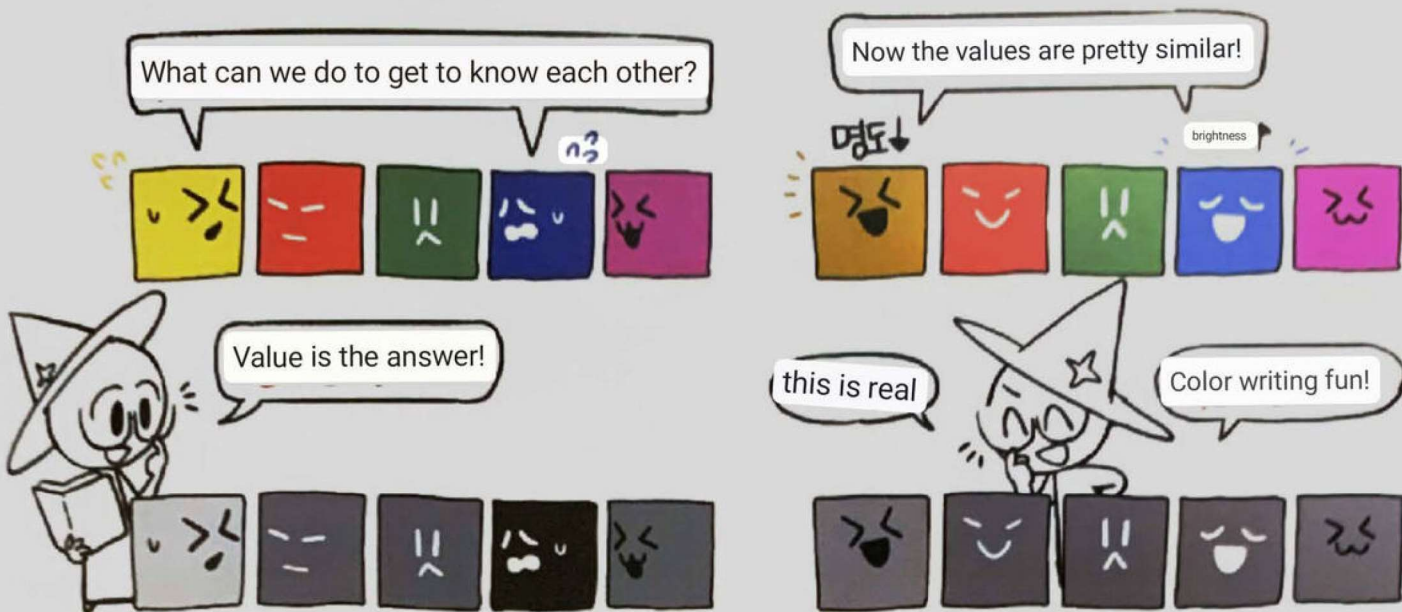 What can we do to get to know each other?
Value is the answer!
Now the values are pretty similar!
명도↓
brightness
this is real
Color writing fun!